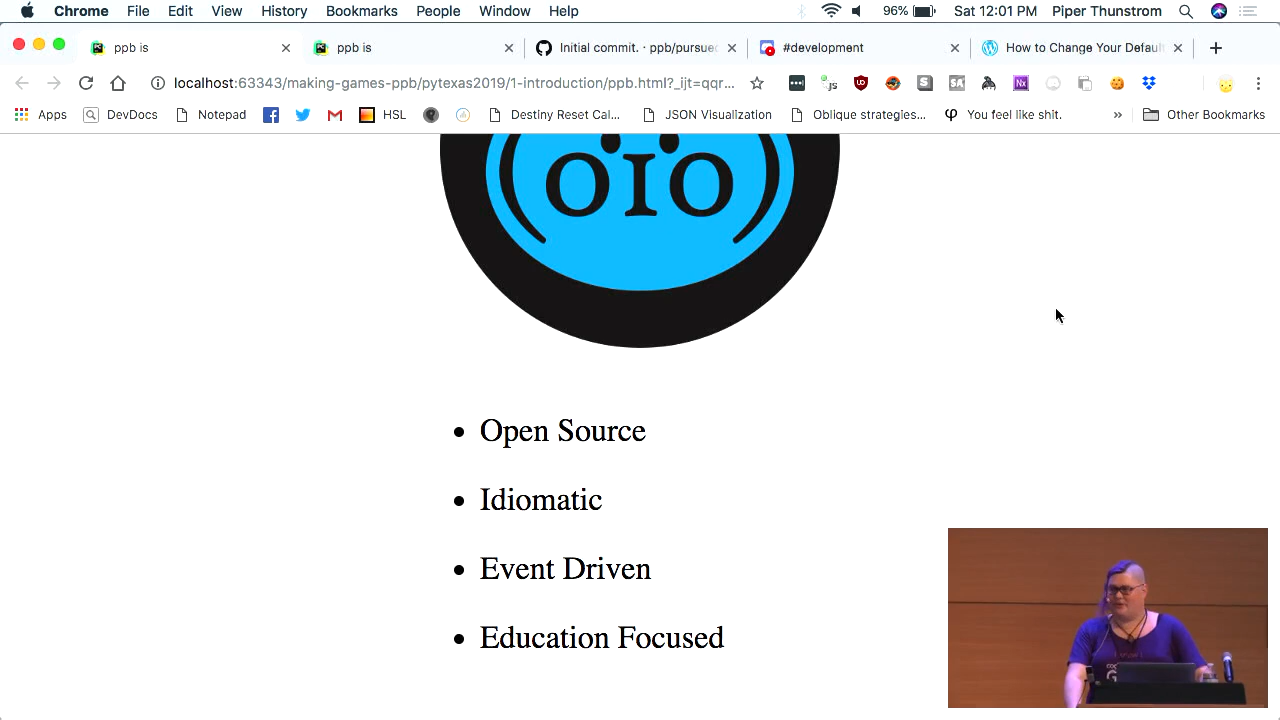 Chrome File Edit View History Bookmarks People Window Help 96% Sat 12:01 PM Piper Thunstrom
ppb is ppb is Initial commit. · ppb/pursued #development How to Change Your Default
localhost:63343/making-games-ppb/pytexas2019/1-introduction/ppb.html?_ijt=qqr...
Apps DevDocs Notepad HSL Destiny Reset Cal... JSON Visualization Oblique strategies... You feel like shit. » Other Bookmarks
Open Source
Idiomatic
Event Driven
Education Focused